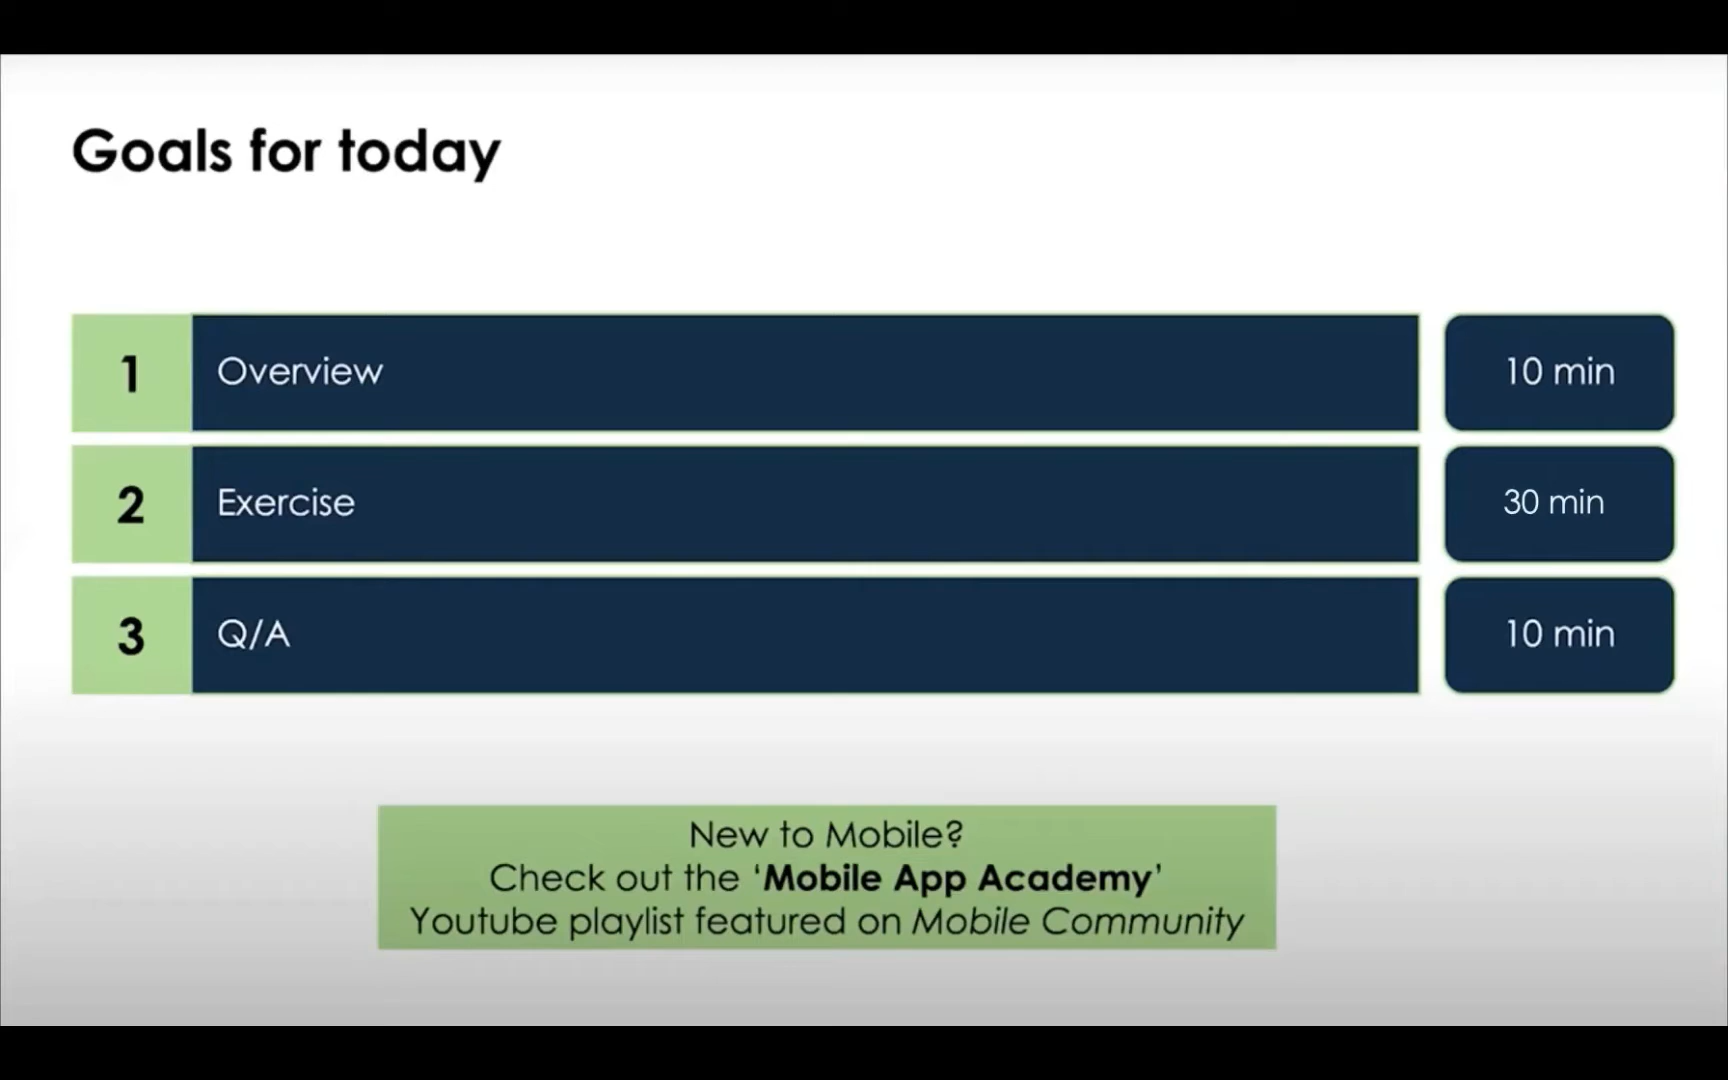 Goals for today
1 Overview 10 min
2 Exercise 30 min
3 Q/A 10 min
New to Mobile?
Check out the ‘Mobile App Academy’
Youtube playlist featured on Mobile Community